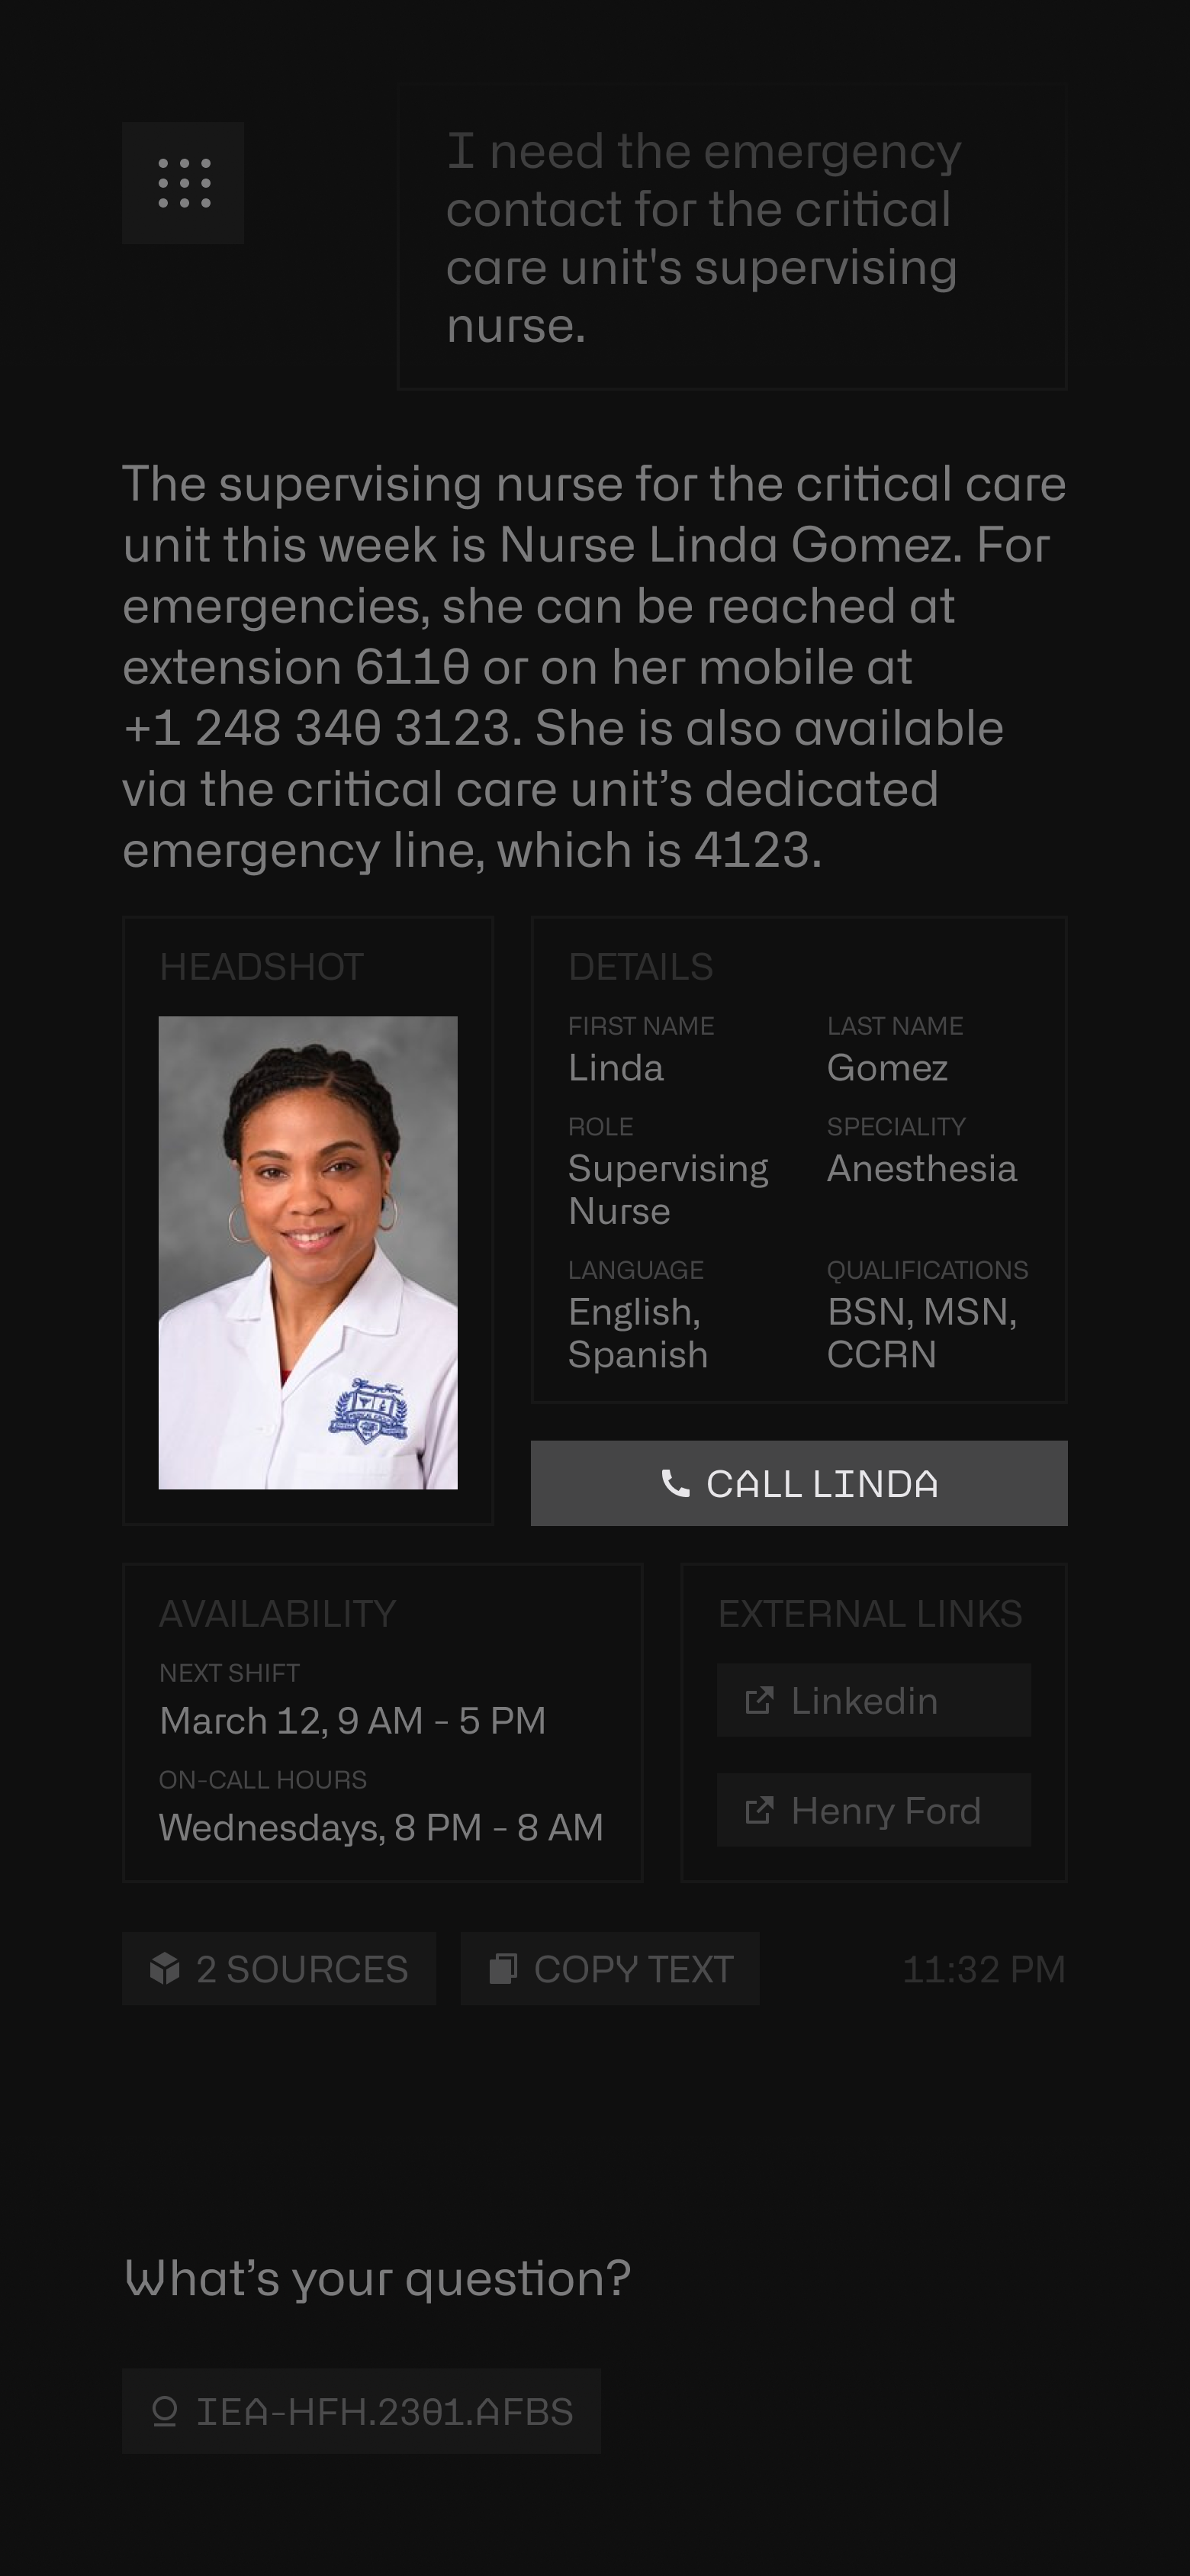 I need the emergency
contact for the critical
care unit's supervising
nurse.
The supervising nurse for the critical care
unit this week is Nurse Linda Gomez. For
emergencies, she can be reached at
extension 6110 or on her mobile at
+1 248 340 3123. She is also available
via the critical care unit’s dedicated
emergency line, which is 4123.
HEADSHOT
Henry Ford
DETAILS
FIRST NAME
Linda
LAST NAME
Gomez
ROLE
Supervising
Nurse
SPECIALITY
Anesthesia
LANGUAGE
English,
Spanish
QUALIFICATIONS
BSN, MSN,
CCRN
CALL LINDA
AVAILABILITY
NEXT SHIFT
March 12, 9 AM - 5 PM
ON-CALL HOURS
Wednesdays, 8 PM - 8 AM
EXTERNAL LINKS
Linkedin
Henry Ford
2 SOURCES
COPY TEXT
11:32 PM
What’s your question?
IEA-HFH.2301.AFBS